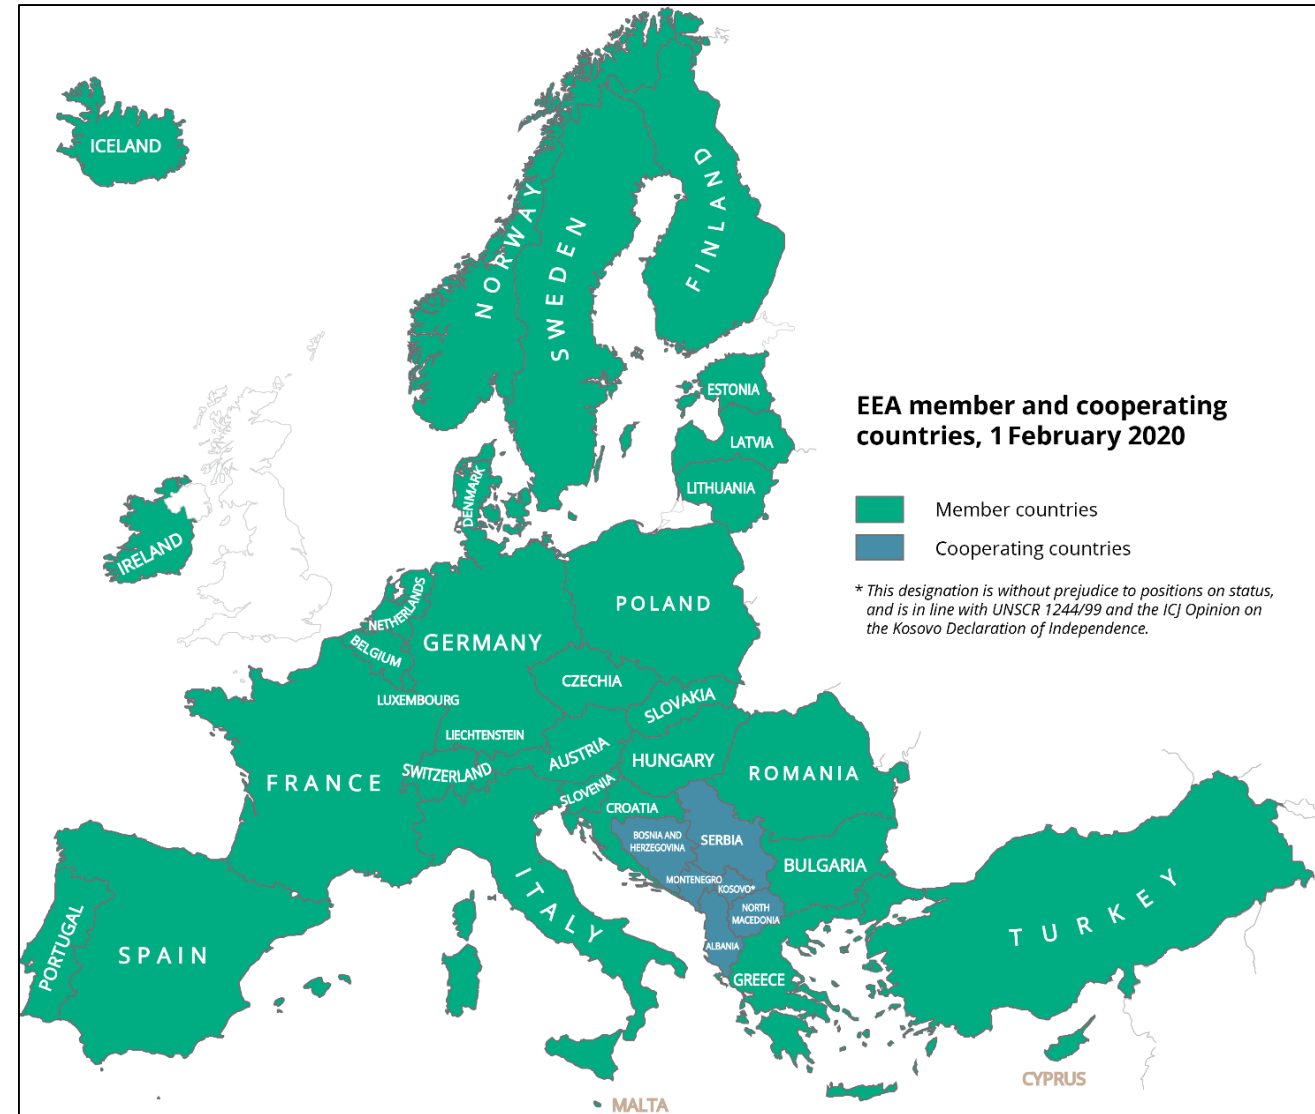 ICELAND
NORWAY
SWEDEN
FINLAND
ESTONIA
LATVIA
LITHUANIA
DENMARK
IRELAND
EEA member and cooperating
countries, 1 February 2020
Member countries
Cooperating countries
* This designation is without prejudice to positions on status,
and is in line with UNSCR 1244/99 and the ICJ Opinion on
the Kosovo Declaration of Independence.
NETHERLANDS
POLAND
BELGIUM
GERMANY
LUXEMBOURG
CZECHIA
SLOVAKIA
LIECHTENSTEIN
AUSTRIA
HUNGARY
SWITZERLAND
FRANCE
ROMANIA
SLOVENIA
CROATIA
BOSNIA AND
HERZEGOVINA
SERBIA
BULGARIA
MONTENEGRO
KOSOVO*
NORTH
MACEDONIA
ALBANIA
ITALY
TURKEY
PORTUGAL
SPAIN
GREECE
CYPRUS
MALTA